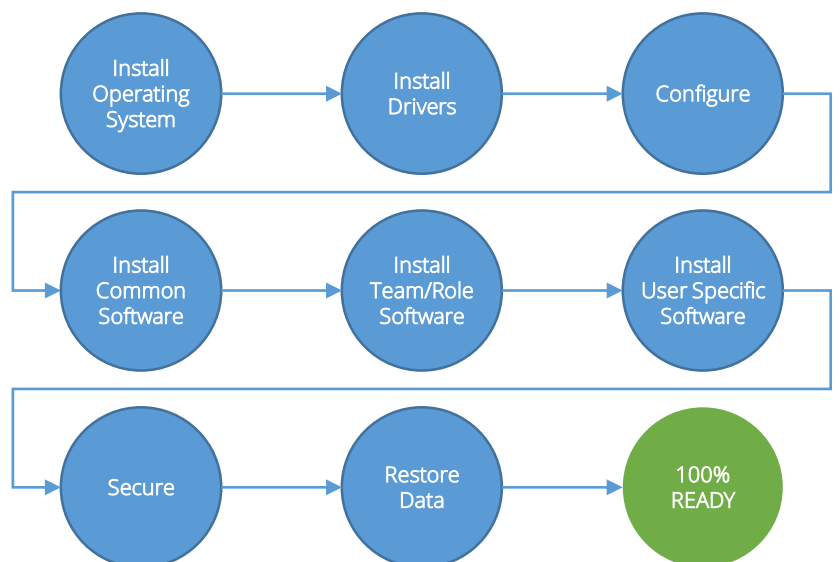 Install
Operating
System
Install
Drivers
Configure
Install
Common
Software
Install
Team/Role
Software
Install
User Specific
Software
Secure
Restore
Data
100%
READY